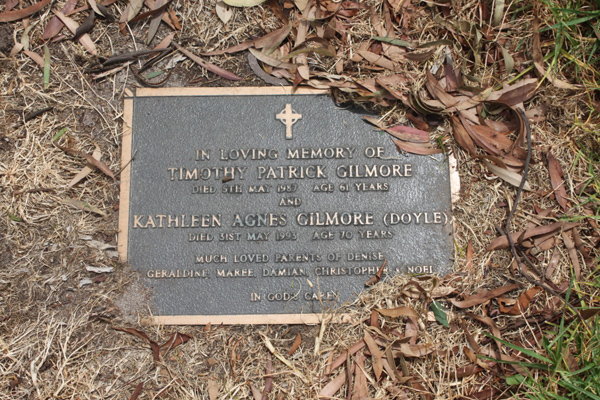 IN LOVING MEMORY OF
TIMOTHY PATRICK GILMORE
DIED 5TH MAY 1987 AGE 61 YEARS
AND
KATHLEEN AGNES GILMORE (DOYLE)
DIED 31ST MAY 1993 AGE 70 YEARS
MUCH LOVED PARENTS OF DENISE
GERALDINE, MAREE, DAMIAN, CHRISTOPHER & NOEL
IN GOD'S CARE